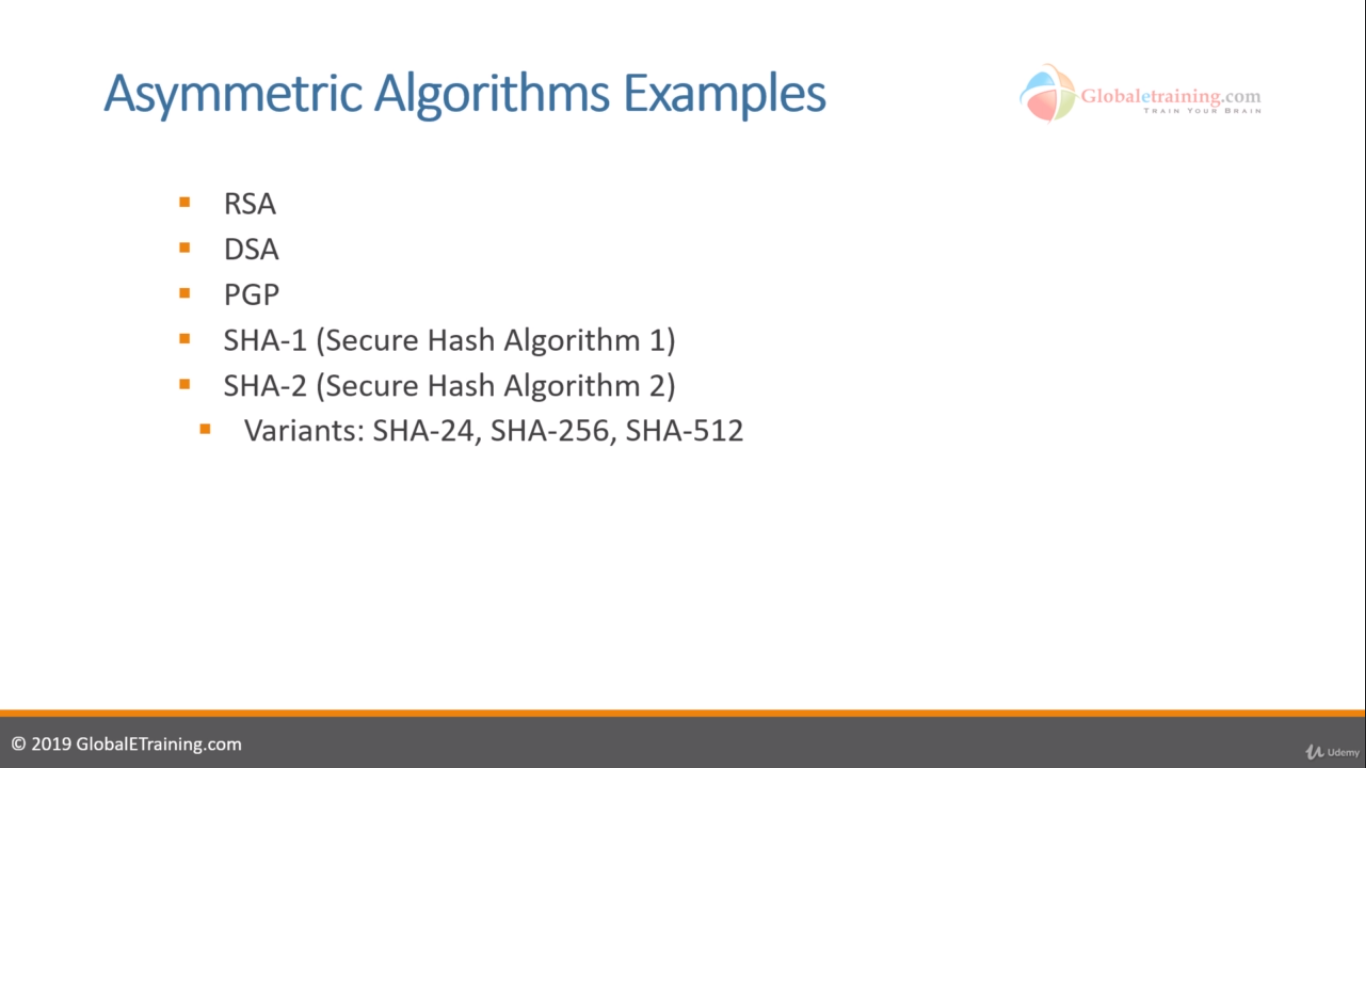 Asymmetric Algorithms Examples
Globaletraining.com
TRAIN YOUR BRAIN
RSA
DSA
PGP
SHA-1 (Secure Hash Algorithm 1)
SHA-2 (Secure Hash Algorithm 2)
Variants: SHA-24, SHA-256, SHA-512
© 2019 GlobalETraining.com
Udemy